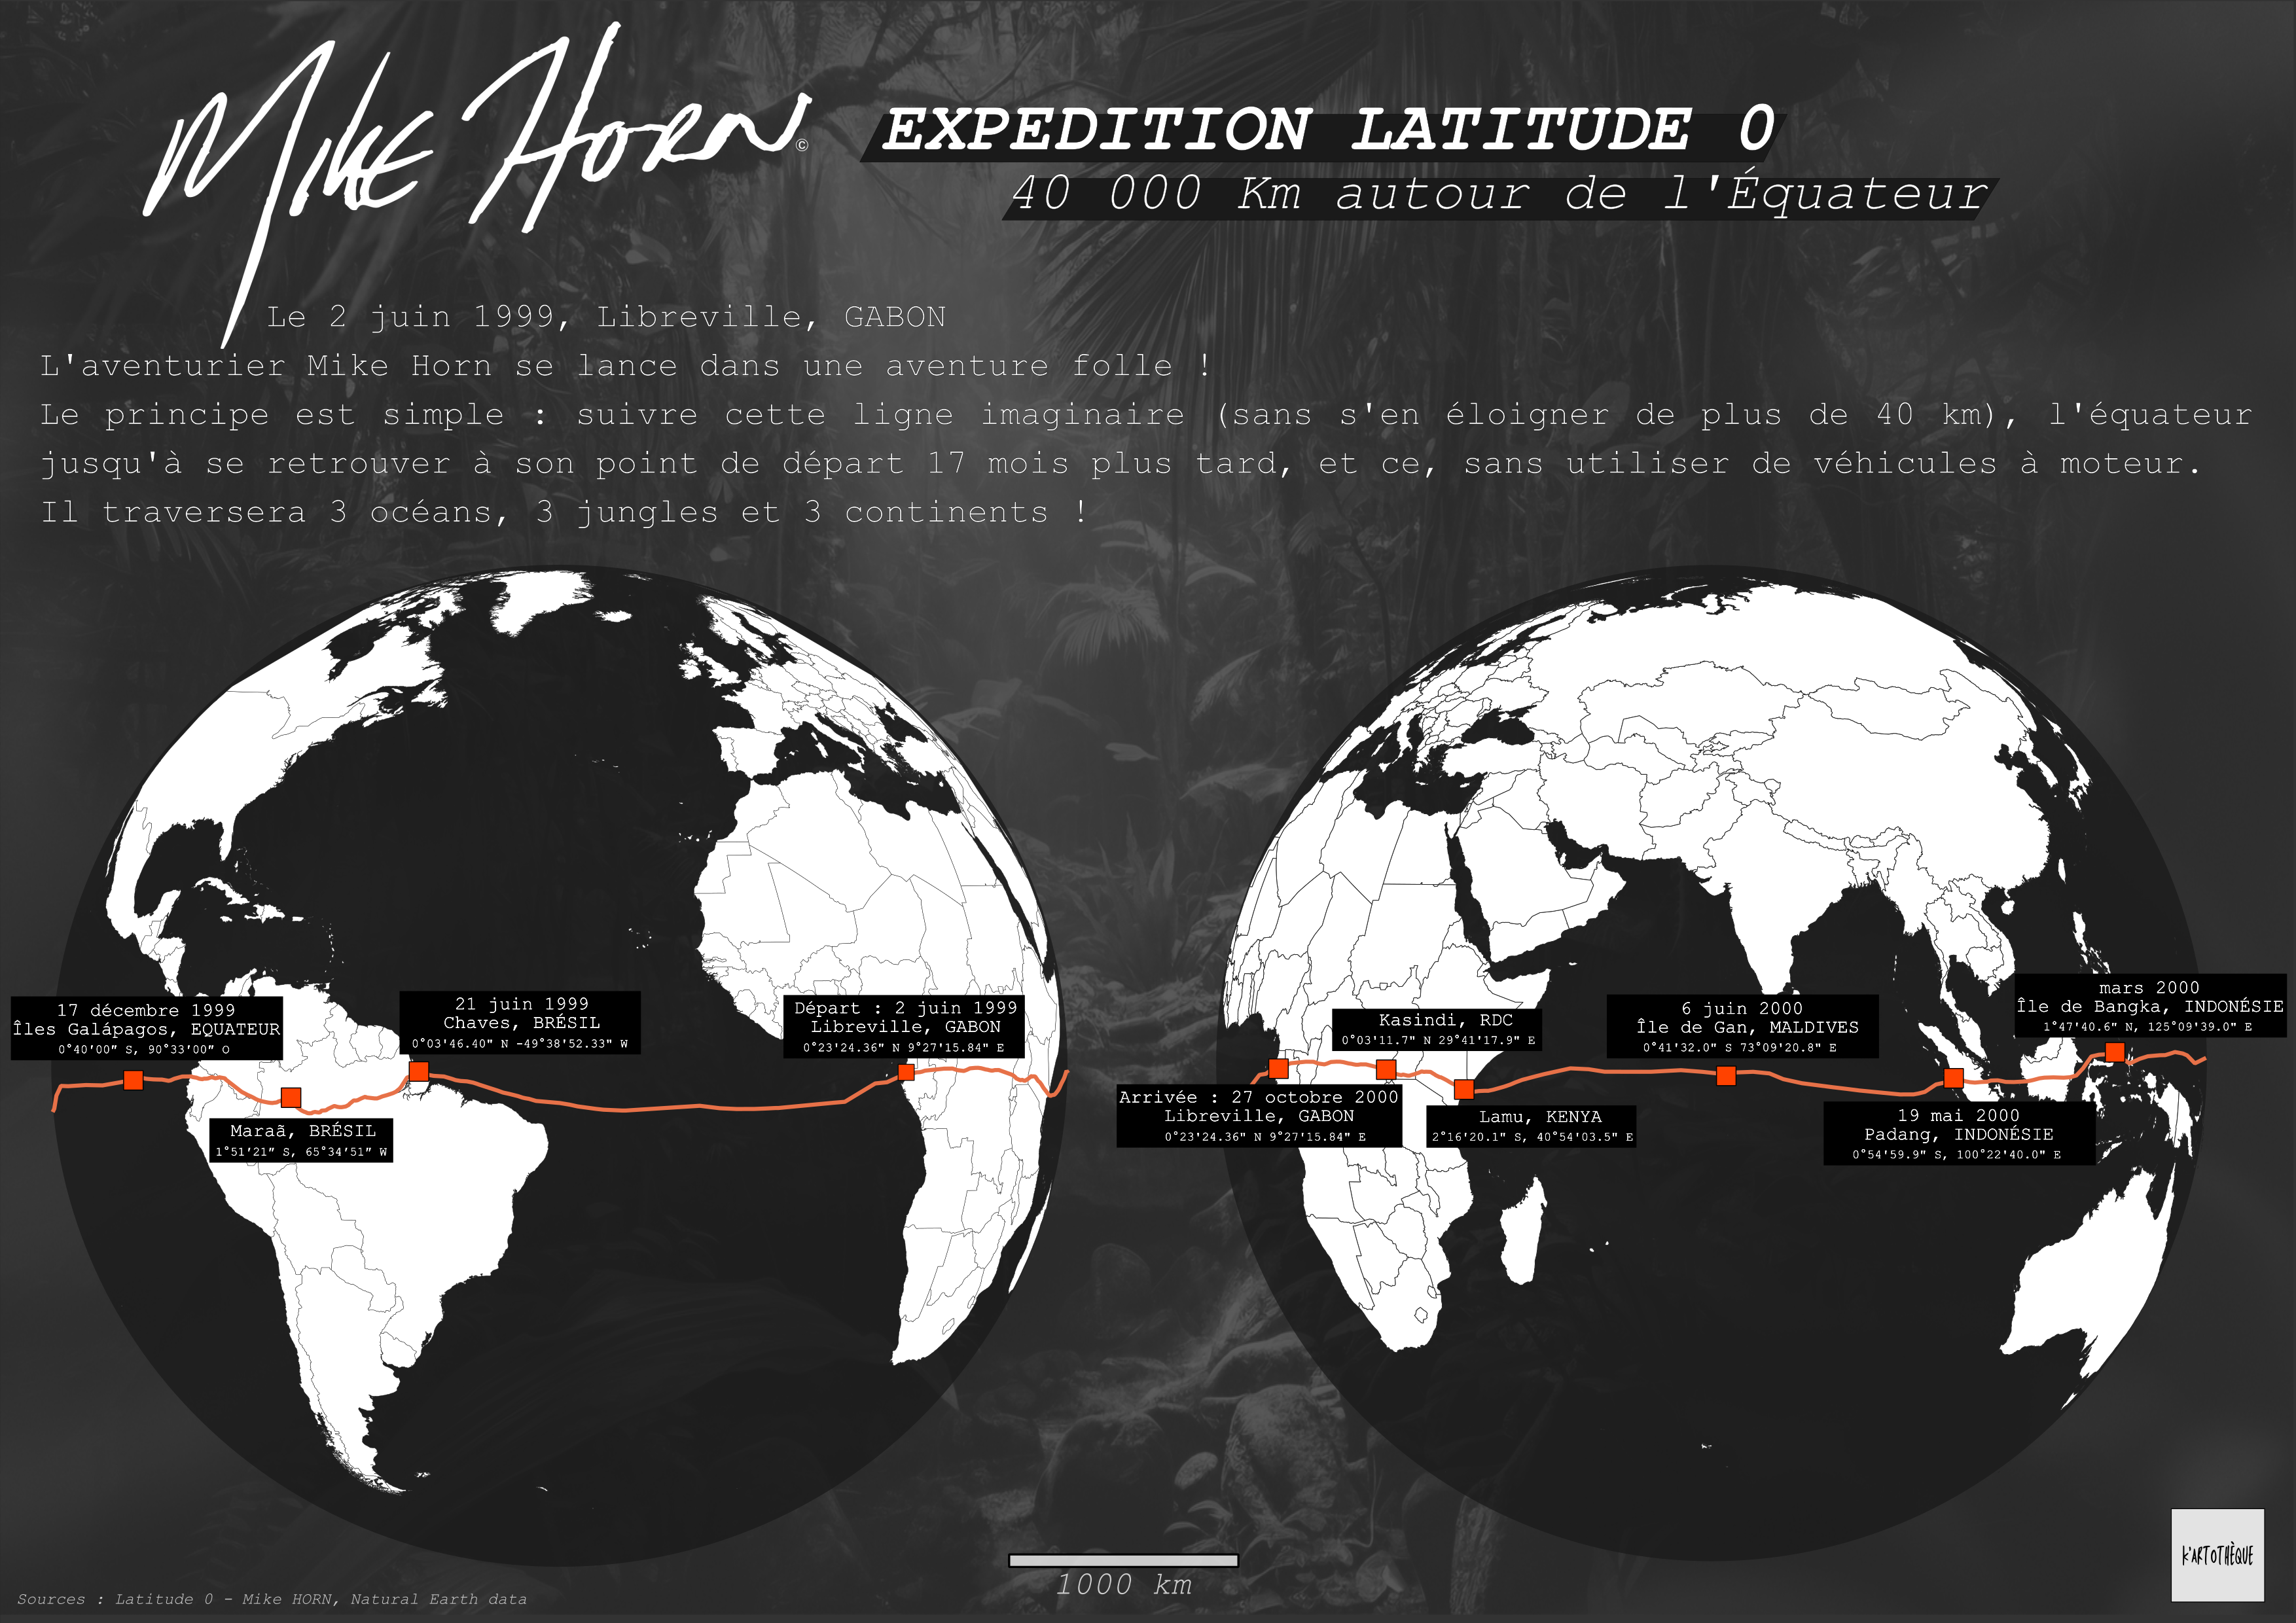 MIKE HORN ©
EXPEDITION LATITUDE 0
40 000 Km autour de l'Équateur
Le 2 juin 1999, Libreville, GABON
L'aventurier Mike Horn se lance dans une aventure folle !
Le principe est simple : suivre cette ligne imaginaire (sans s'en éloigner de plus de 40 km), l'équateur
jusqu'à se retrouver à son point de départ 17 mois plus tard, et ce, sans utiliser de véhicules à moteur.
Il traversera 3 océans, 3 jungles et 3 continents !
17 décembre 1999
Îles Galápagos, EQUATEUR
0°40'00" S, 90°33'00" O
21 juin 1999
Chaves, BRÉSIL
0°03'46.40" N -49°38'52.33" W
Départ : 2 juin 1999
Libreville, GABON
0°23'24.36" N 9°27'15.84" E
Maraã, BRÉSIL
1°51'21" S, 65°34'51" W
Kasindi, RDC
0°03'11.7" N 29°41'17.9" E
6 juin 2000
Île de Gan, MALDIVES
0°41'32.0" S 73°09'20.8" E
mars 2000
Île de Bangka, INDONÉSIE
1°47'40.6" N, 125°09'39.0" E
Arrivée : 27 octobre 2000
Libreville, GABON
0°23'24.36" N 9°27'15.84" E
Lamu, KENYA
2°16'20.1" S, 40°54'03.5" E
19 mai 2000
Padang, INDONÉSIE
0°54'59.9" S, 100°22'40.0" E
1000 km
K'ARTOTHÈQUE
Sources : Latitude 0 - Mike HORN, Natural Earth data